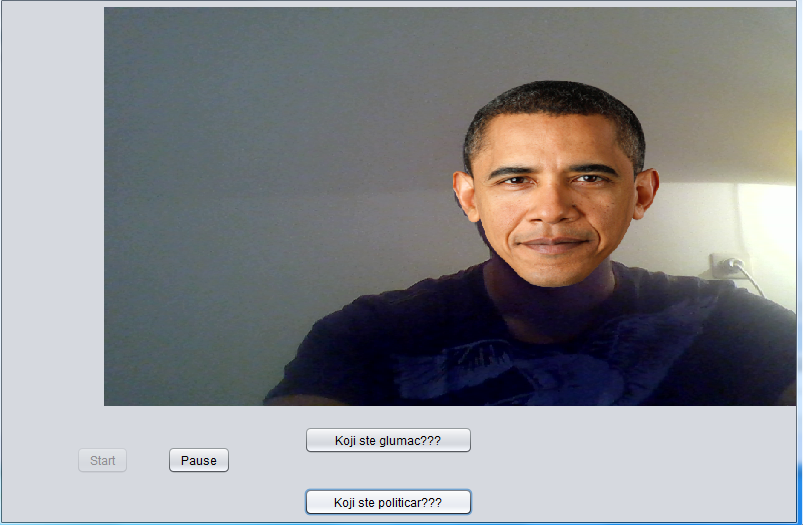 Koji ste glumac???
Start
Pause
Koji ste politicar???